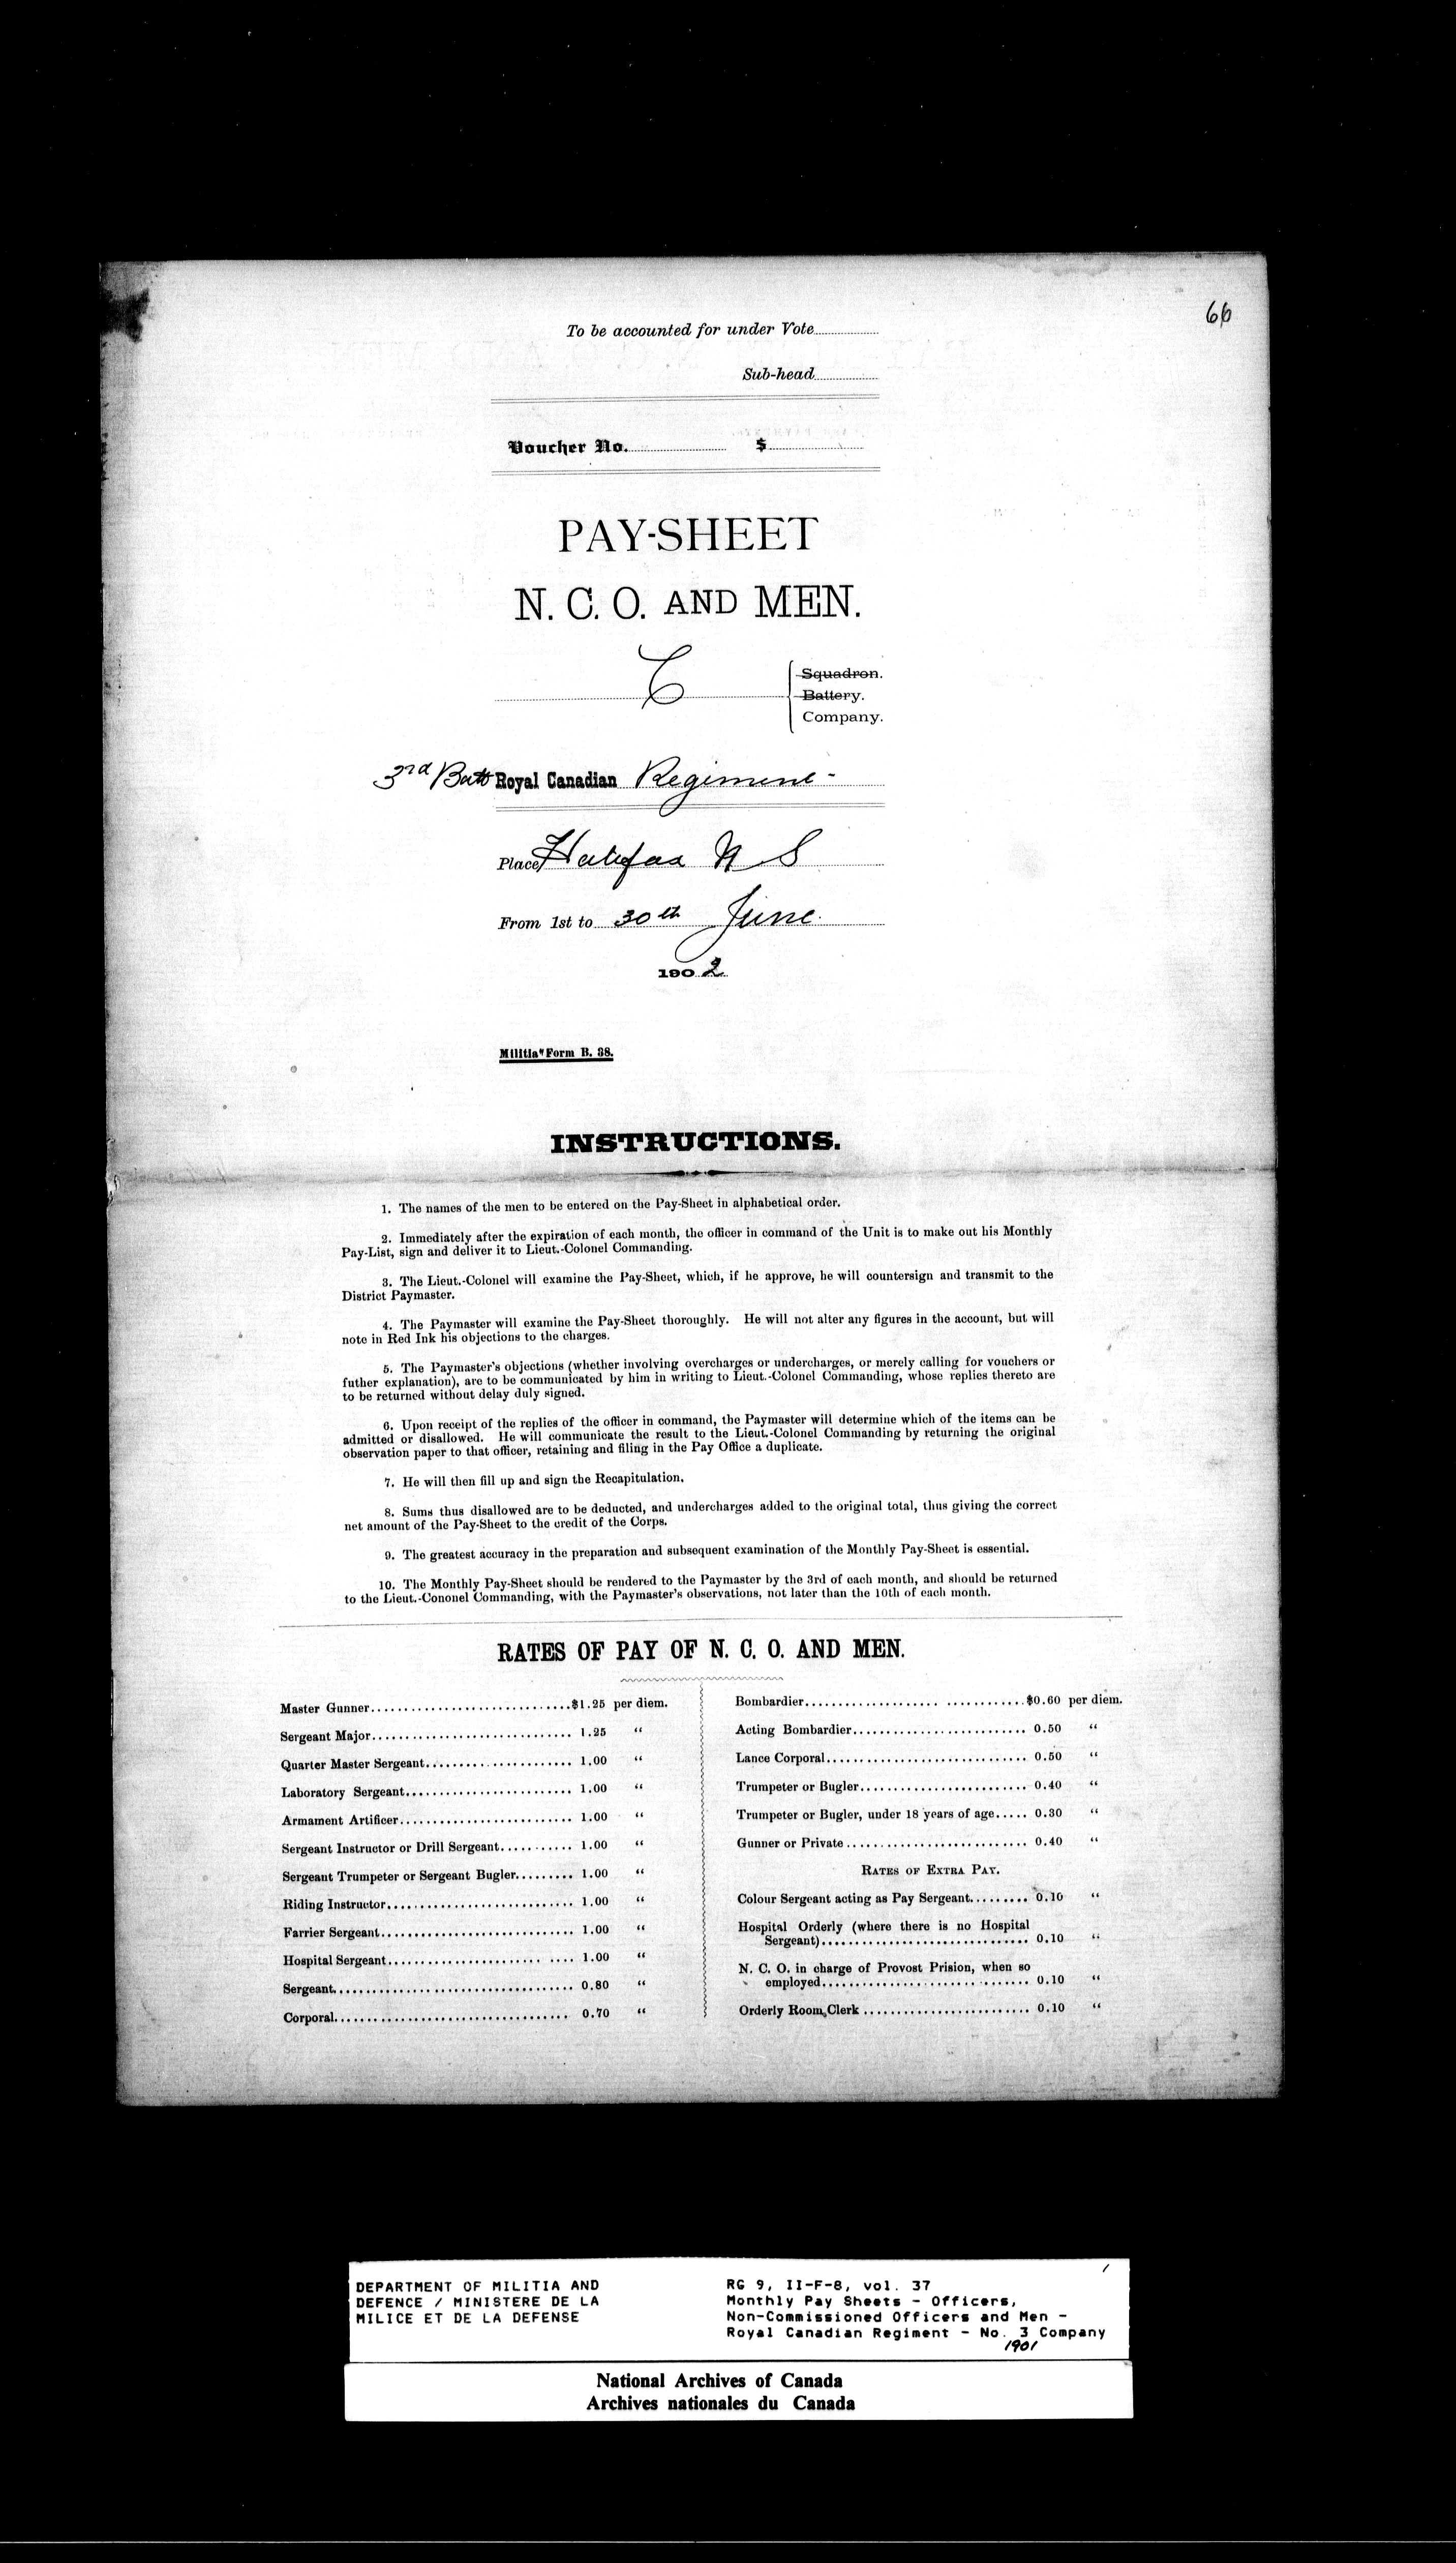 66
To be accounted for under Vote
Sub-head
Voucher No. $
PAY-SHEET
N. C. O. AND MEN.
C
Squadron.
Battery.
Company.
3rd Batt Royal Canadian Regiment -
Place Halifax N S
From 1st to 30th June
1902
Militia Form B. 38.
INSTRUCTIONS.
1. The names of the men to be entered on the Pay-Sheet in alphabetical order.
2. Immediately after the expiration of each month, the officer in command of the Unit is to make out his Monthly
Pay-List, sign and deliver it to Lieut.-Colonel Commanding.
3. The Lieut.-Colonel will examine the Pay-Sheet, which, if he approve, he will countersign and transmit to the
District Paymaster.
4. The Paymaster will examine the Pay-Sheet thoroughly. He will not alter any figures in the account, but will
note in Red Ink his objections to the charges.
5. The Paymaster's objections (whether involving overcharges or undercharges, or merely calling for vouchers or
futher explanation), are to be communicated by him in writing to Lieut.-Colonel Commanding, whose replies thereto are
to be returned without delay duly signed.
6. Upon receipt of the replies of the officer in command, the Paymaster will determine which of the items can be
admitted or disallowed. He will communicate the result to the Lieut.-Colonel Commanding by returning the original
observation paper to that officer, retaining and filing in the Pay Office a duplicate.
7. He will then fill up and sign the Recapitulation.
8. Sums thus disallowed are to be deducted, and undercharges added to the original total, thus giving the correct
net amount of the Pay-Sheet to the credit of the Corps.
9. The greatest accuracy in the preparation and subsequent examination of the Monthly Pay-Sheet is essential.
10. The Monthly Pay-Sheet should be rendered to the Paymaster by the 3rd of each month, and should be returned
to the Lieut.-Cononel Commanding, with the Paymaster's observations, not later than the 10th of each month.
RATES OF PAY OF N. C. O. AND MEN.
Master Gunner $1.25 per diem.
Sergeant Major 1.25 "
Quarter Master Sergeant 1.00 "
Laboratory Sergeant 1.00 "
Armament Artificer 1.00 "
Sergeant Instructor or Drill Sergeant 1.00 "
Sergeant Trumpeter or Sergeant Bugler 1.00 "
Riding Instructor 1.00 "
Farrier Sergeant 1.00 "
Hospital Sergeant 1.00 "
Sergeant 0.80 "
Corporal 0.70 "
Bombardier $0.60 per diem.
Acting Bombardier 0.50 "
Lance Corporal 0.50 "
Trumpeter or Bugler 0.40 "
Trumpeter or Bugler, under 18 years of age 0.30 "
Gunner or Private 0.40 "
RATES OF EXTRA PAY.
Colour Sergeant acting as Pay Sergeant 0.10 "
Hospital Orderly (where there is no Hospital
Sergeant) 0.10 "
N. C. O. in charge of Provost Prision, when so
employed 0.10 "
Orderly Room Clerk 0.10 "
1
DEPARTMENT OF MILITIA AND
DEFENCE / MINISTERE DE LA
MILICE ET DE LA DEFENSE
RG 9, II-F-8, vol. 37
Monthly Pay Sheets - Officers,
Non-Commissioned Officers and Men -
Royal Canadian Regiment - No. 3 Company
1901
National Archives of Canada
Archives nationales du Canada